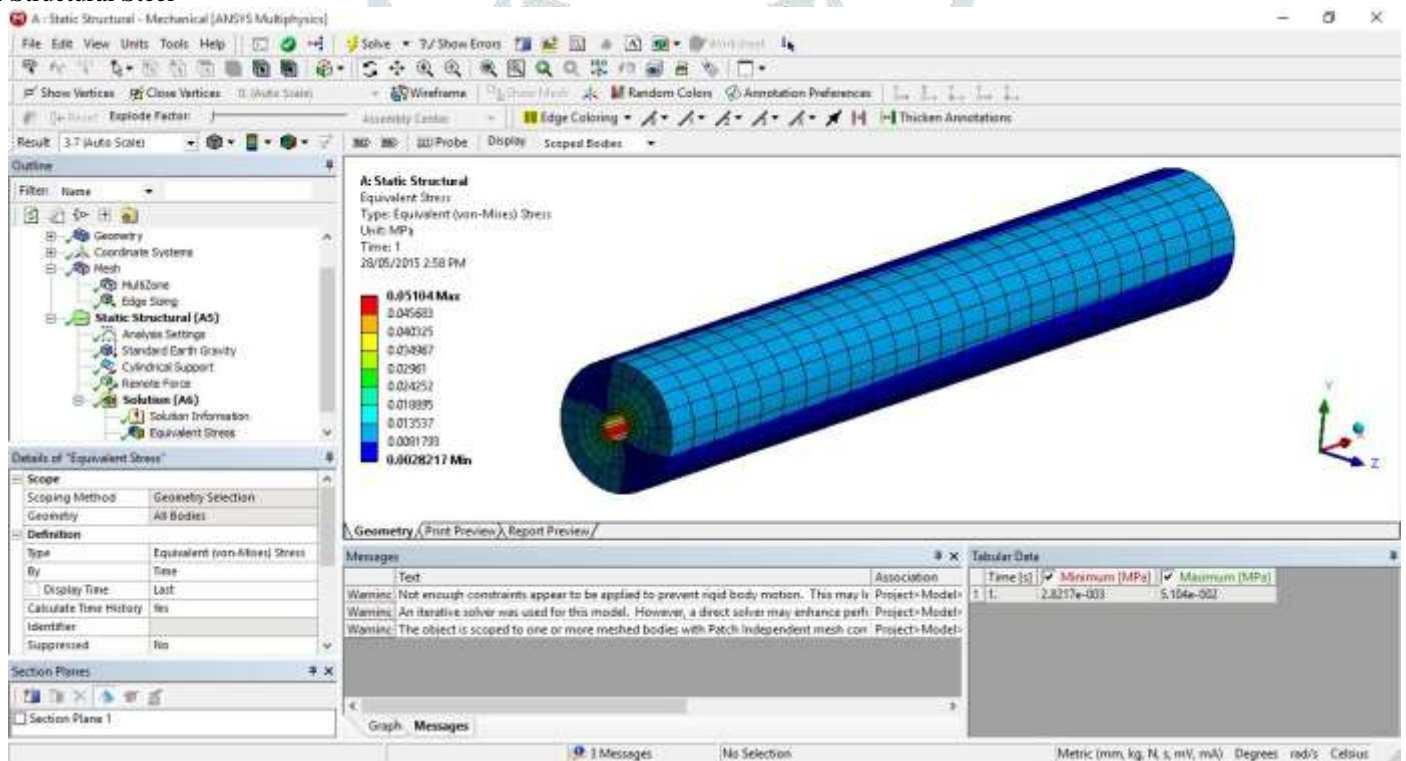 Structural Steel
A : Static Structural - Mechanical [ANSYS Multiphysics]
File Edit View Units Tools Help Solve ?/ Show Errors
Show Vertices Close Vertices Wireframe Random Colors Annotation Preferences
Explode Factor: Assembly Center Edge Coloring Thicken Annotations
Result 3.7 (Auto Scale) Probe Display Scoped Bodies
Outline
Filter: Name
Geometry
Coordinate Systems
Mesh
MultiZone
Edge Sizing
Static Structural (A5)
Analysis Settings
Standard Earth Gravity
Cylindrical Support
Remote Force
Solution (A6)
Solution Information
Equivalent Stress
A: Static Structural
Equivalent Stress
Type: Equivalent (von-Mises) Stress
Unit: MPa
Time: 1
28/05/2015 2:58 PM
0.05104 Max
0.045683
0.040325
0.034967
0.02961
0.024252
0.018895
0.013537
0.0081793
0.0028217 Min
Y
Z
Details of "Equivalent Stress"
Scope
Scoping Method Geometry Selection
Geometry All Bodies
Definition
Type Equivalent (von-Mises) Stress
By Time
Display Time Last
Calculate Time History Yes
Identifier
Suppressed No
Geometry Print Preview Report Preview
Messages
Text Association
Warning Not enough constraints appear to be applied to prevent rigid body motion. This may Project>Model>
Warning An iterative solver was used for this model. However, a direct solver may enhance Project>Model>
Warning The object is scoped to one or more meshed bodies with Patch Independent mesh Project>Model>
Graph Messages
Tabular Data
Time [s] Minimum [MPa] Maximum [MPa]
1 1. 2.8217e-003 5.104e-002
Section Planes
Section Plane 1
3 Messages No Selection Metric (mm, kg, N, s, mV, mA) Degrees rad/s Celsius